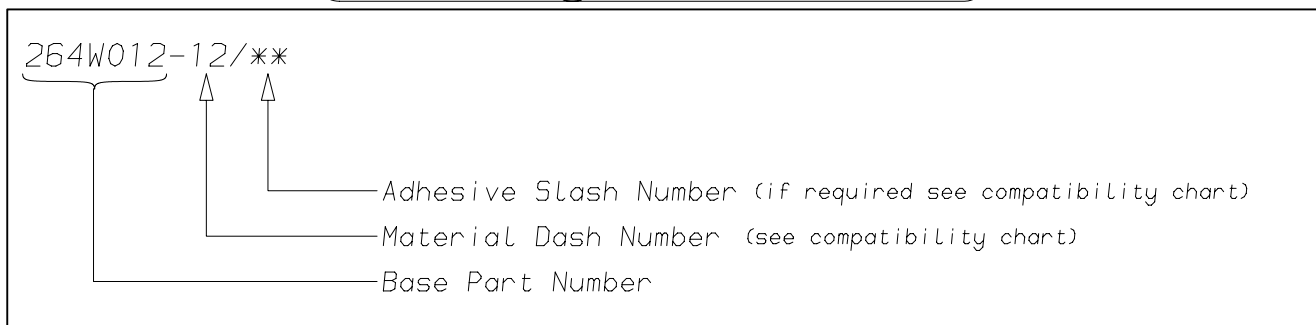 264W012-12/**
Adhesive Slash Number (if required see compatibility chart)
Material Dash Number (see compatibility chart)
Base Part Number